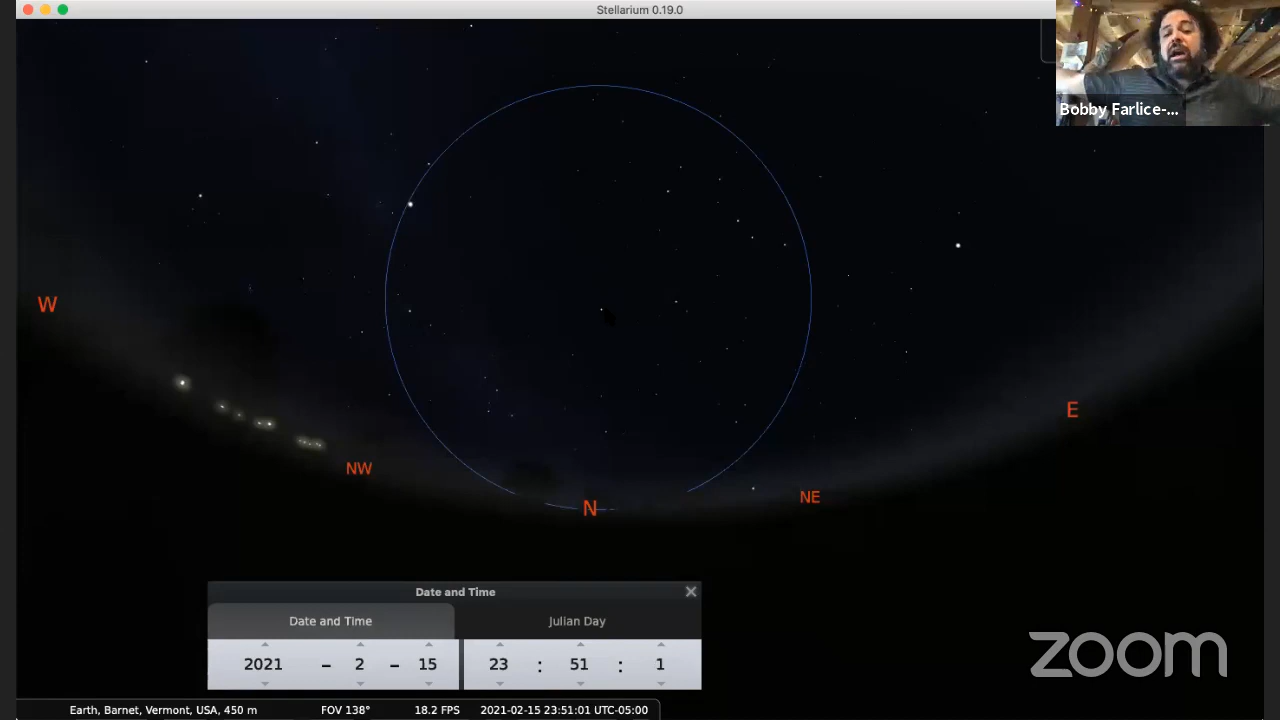 Stellarium 0.19.0
Bobby Farlice-...
W
E
NW
NE
N
Date and Time
Date and Time Julian Day
2021 - 2 - 15 23 : 51 : 1
zoom
Earth, Barnet, Vermont, USA, 450 m FOV 138° 18.2 FPS 2021-02-15 23:51:01 UTC-05:00